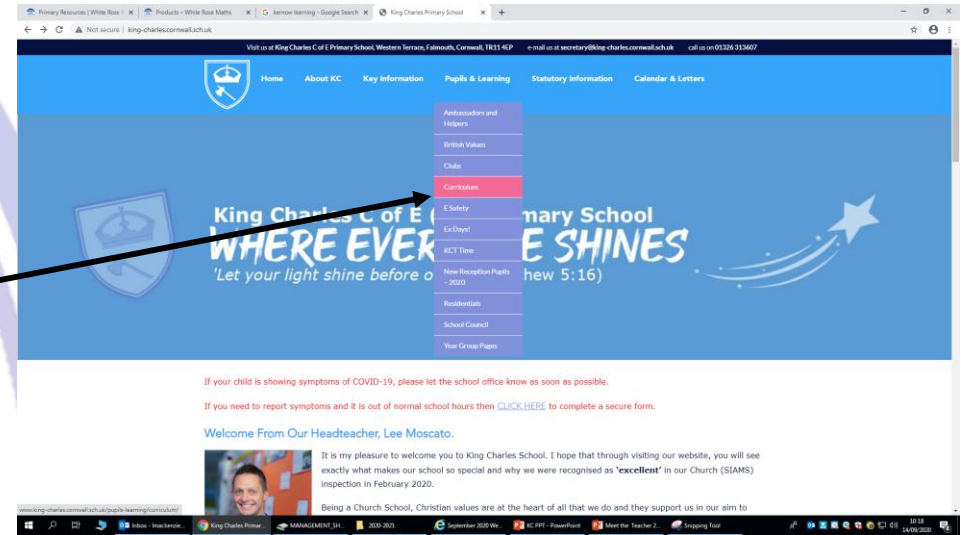 Primary Resources | White Rose
Products - White Rose Maths
kernow learning - Google Search
King Charles Primary School
Not secure | king-charles.cornwall.sch.uk
Visit us at King Charles C of E Primary School, Western Terrace, Falmouth, Cornwall, TR11 4EP e-mail us at secretary@king-charles.cornwall.sch.uk call us on 01326 313607
Home About KC Key Information Pupils & Learning Statutory Information Calendar & Letters
Ambassadors and
Helpers
British Values
Clubs
Curriculum
E Safety
Ex Days!
KCT Time
New Reception Pupils
- 2020
Residentials
School Council
Year Group Pages
King Charles C of E ( mary School
WHERE EVER E SHINES
'Let your light shine before o hew 5:16)
If your child is showing symptoms of COVID-19, please let the school office know as soon as possible.
If you need to report symptoms and it is out of normal school hours then CLICK HERE to complete a secure form.
Welcome From Our Headteacher, Lee Moscato.
It is my pleasure to welcome you to King Charles School. I hope that through visiting our website, you will see
exactly what makes our school so special and why we were recognised as 'excellent' in our Church (SIAMS)
inspection in February 2020.
Being a Church School, Christian values are at the heart of all that we do and they support us in our aim to
www.king-charles.cornwall.sch.uk/pupils-learning/curriculum/
Inbox - lmackenzie... King Charles Primar... MANAGEMENT_SH... 2020-2021 September 2020 We... KC PPT - PowerPoint Meet the Teacher 2... Snipping Tool
10:18
14/09/2020